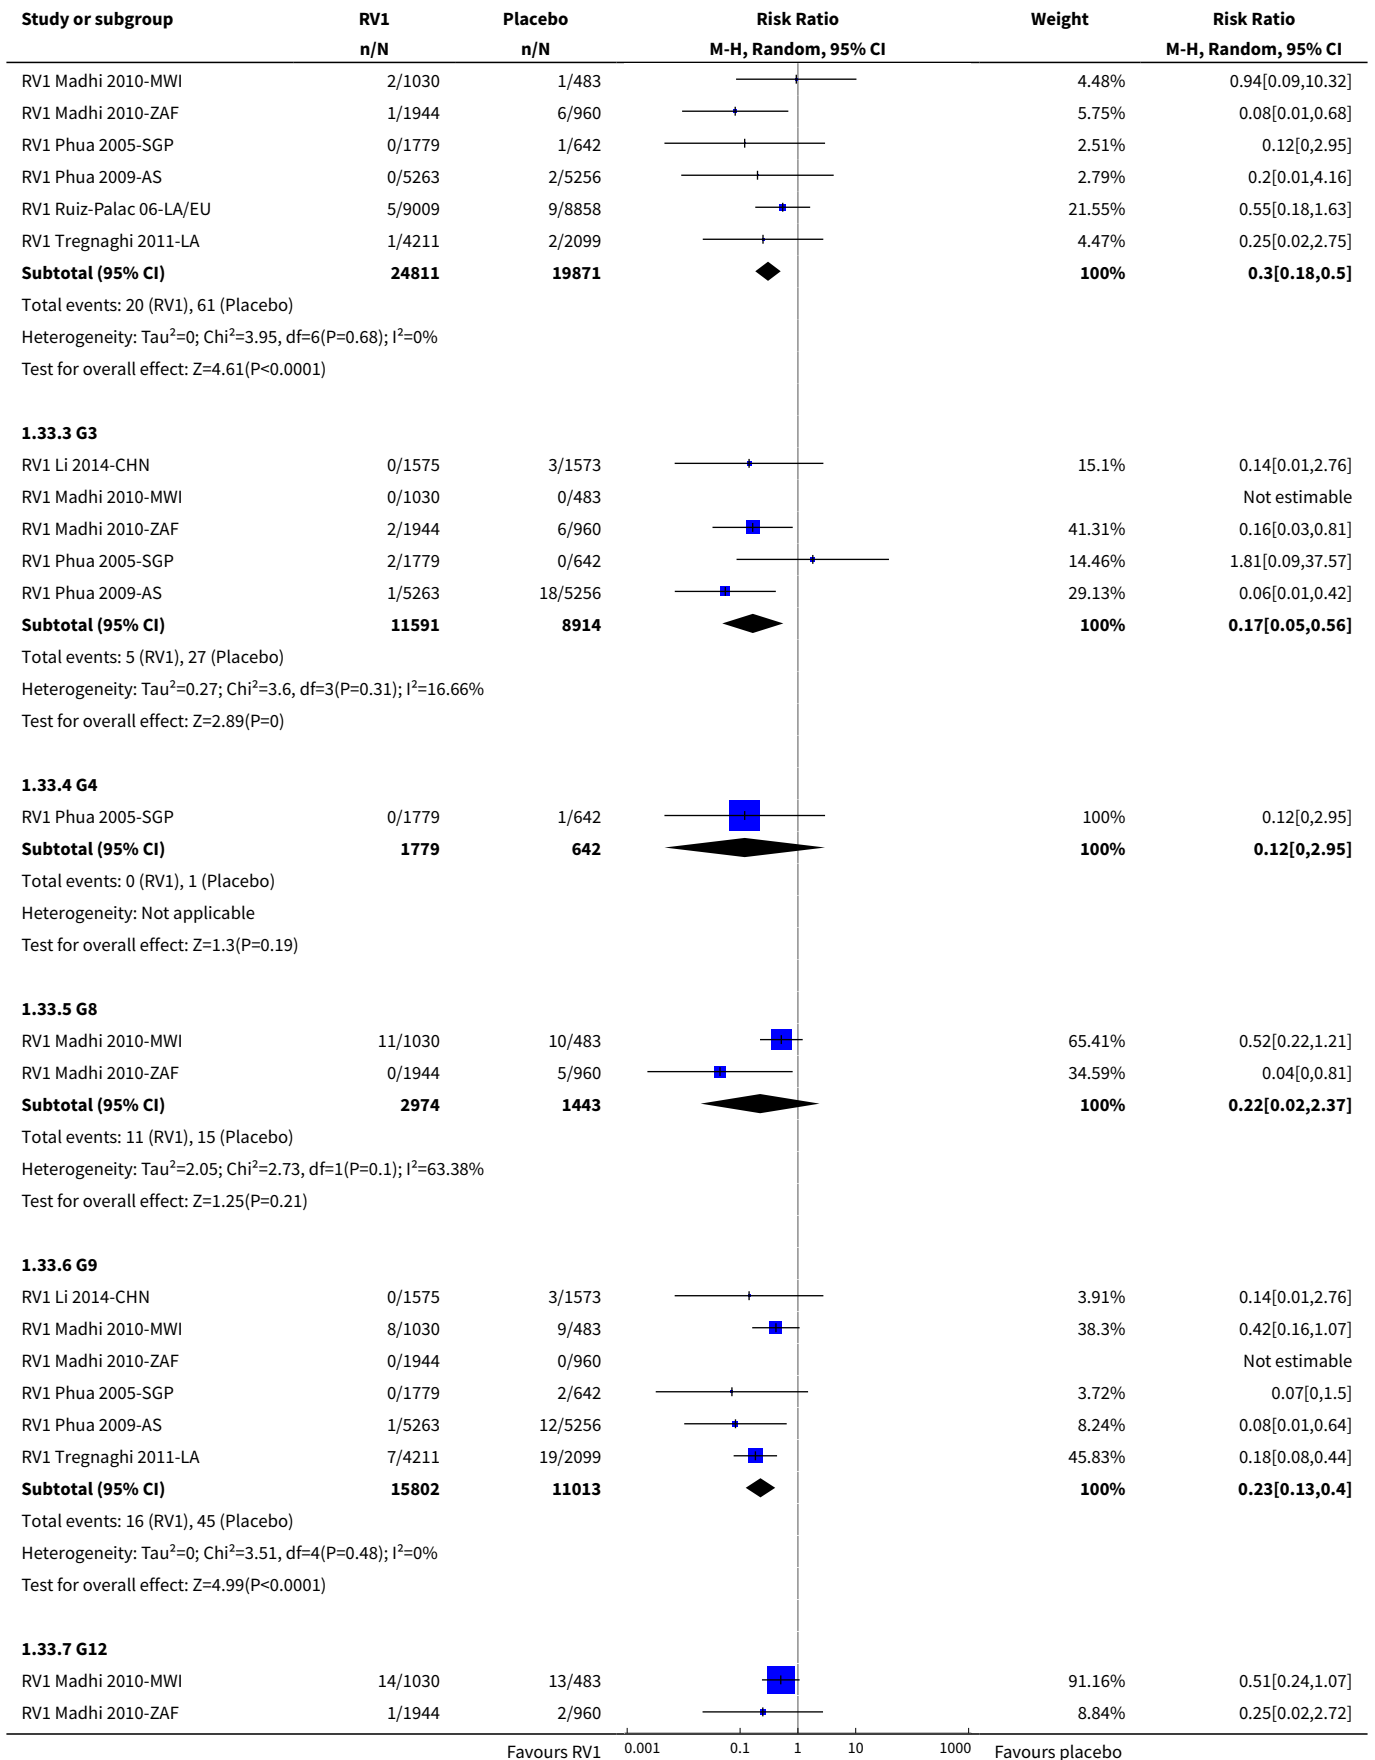 Study or subgroup RV1 Placebo Risk Ratio Weight Risk Ratio
n/N n/N M-H, Random, 95% CI M-H, Random, 95% CI
RV1 Madhi 2010-MWI 2/1030 1/483 4.48% 0.94[0.09,10.32]
RV1 Madhi 2010-ZAF 1/1944 6/960 5.75% 0.08[0.01,0.68]
RV1 Phua 2005-SGP 0/1779 1/642 2.51% 0.12[0,2.95]
RV1 Phua 2009-AS 0/5263 2/5256 2.79% 0.2[0.01,4.16]
RV1 Ruiz-Palac 06-LA/EU 5/9009 9/8858 21.55% 0.55[0.18,1.63]
RV1 Tregnaghi 2011-LA 1/4211 2/2099 4.47% 0.25[0.02,2.75]
Subtotal (95% CI) 24811 19871 100% 0.3[0.18,0.5]
Total events: 20 (RV1), 61 (Placebo)
Heterogeneity: Tau²=0; Chi²=3.95, df=6(P=0.68); I²=0%
Test for overall effect: Z=4.61(P<0.0001)
1.33.3 G3
RV1 Li 2014-CHN 0/1575 3/1573 15.1% 0.14[0.01,2.76]
RV1 Madhi 2010-MWI 0/1030 0/483 Not estimable
RV1 Madhi 2010-ZAF 2/1944 6/960 41.31% 0.16[0.03,0.81]
RV1 Phua 2005-SGP 2/1779 0/642 14.46% 1.81[0.09,37.57]
RV1 Phua 2009-AS 1/5263 18/5256 29.13% 0.06[0.01,0.42]
Subtotal (95% CI) 11591 8914 100% 0.17[0.05,0.56]
Total events: 5 (RV1), 27 (Placebo)
Heterogeneity: Tau²=0.27; Chi²=3.6, df=3(P=0.31); I²=16.66%
Test for overall effect: Z=2.89(P=0)
1.33.4 G4
RV1 Phua 2005-SGP 0/1779 1/642 100% 0.12[0,2.95]
Subtotal (95% CI) 1779 642 100% 0.12[0,2.95]
Total events: 0 (RV1), 1 (Placebo)
Heterogeneity: Not applicable
Test for overall effect: Z=1.3(P=0.19)
1.33.5 G8
RV1 Madhi 2010-MWI 11/1030 10/483 65.41% 0.52[0.22,1.21]
RV1 Madhi 2010-ZAF 0/1944 5/960 34.59% 0.04[0,0.81]
Subtotal (95% CI) 2974 1443 100% 0.22[0.02,2.37]
Total events: 11 (RV1), 15 (Placebo)
Heterogeneity: Tau²=2.05; Chi²=2.73, df=1(P=0.1); I²=63.38%
Test for overall effect: Z=1.25(P=0.21)
1.33.6 G9
RV1 Li 2014-CHN 0/1575 3/1573 3.91% 0.14[0.01,2.76]
RV1 Madhi 2010-MWI 8/1030 9/483 38.3% 0.42[0.16,1.07]
RV1 Madhi 2010-ZAF 0/1944 0/960 Not estimable
RV1 Phua 2005-SGP 0/1779 2/642 3.72% 0.07[0,1.5]
RV1 Phua 2009-AS 1/5263 12/5256 8.24% 0.08[0.01,0.64]
RV1 Tregnaghi 2011-LA 7/4211 19/2099 45.83% 0.18[0.08,0.44]
Subtotal (95% CI) 15802 11013 100% 0.23[0.13,0.4]
Total events: 16 (RV1), 45 (Placebo)
Heterogeneity: Tau²=0; Chi²=3.51, df=4(P=0.48); I²=0%
Test for overall effect: Z=4.99(P<0.0001)
1.33.7 G12
RV1 Madhi 2010-MWI 14/1030 13/483 91.16% 0.51[0.24,1.07]
RV1 Madhi 2010-ZAF 1/1944 2/960 8.84% 0.25[0.02,2.72]
Favours RV1 0.001 0.1 1 10 1000 Favours placebo